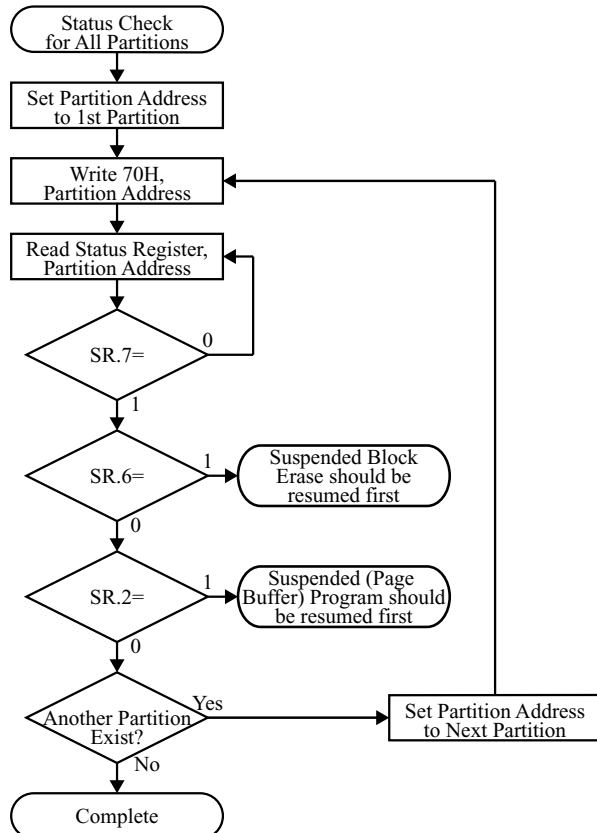 Status Check
for All Partitions
Set Partition Address
to 1st Partition
Write 70H,
Partition Address
Read Status Register,
Partition Address
SR.7=
0
1
SR.6=
1
Suspended Block
Erase should be
resumed first
0
SR.2=
1
Suspended (Page
Buffer) Program should
be resumed first
0
Another Partition
Exist?
Yes
Set Partition Address
to Next Partition
No
Complete